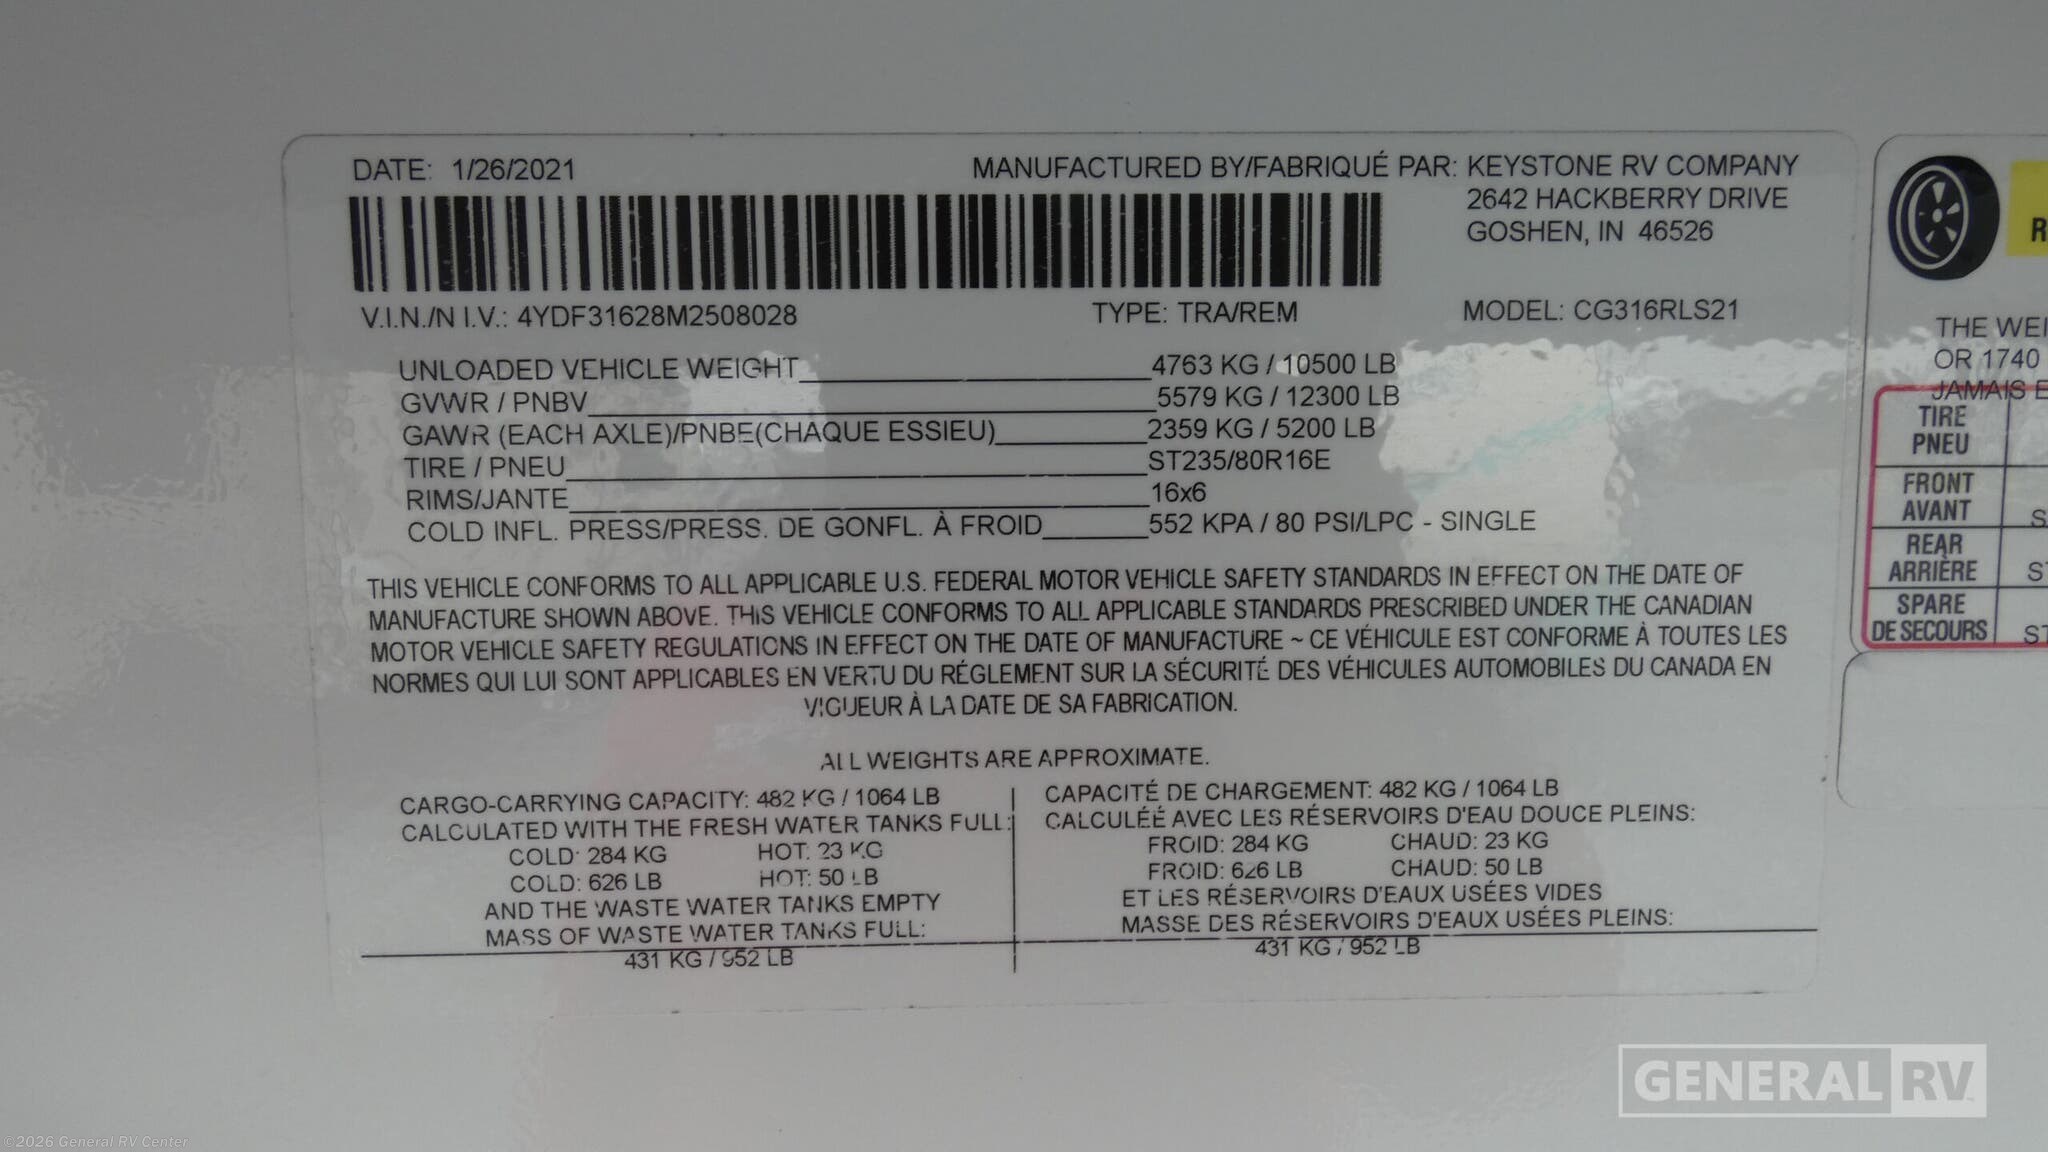 DATE: 1/26/2021
MANUFACTURED BY/FABRIQUÉ PAR: KEYSTONE RV COMPANY
2642 HACKBERRY DRIVE
GOSHEN, IN 46526
V.I.N./N I.V.: 4YDF31628M2508028 TYPE: TRA/REM MODEL: CG316RLS21
UNLOADED VEHICLE WEIGHT 4763 KG / 10500 LB
GVWR / PNBV 5579 KG / 12300 LB
GAWR (EACH AXLE)/PNBE(CHAQUE ESSIEU) 2359 KG / 5200 LB
TIRE / PNEU ST235/80R16E
RIMS/JANTE 16x6
COLD INFL. PRESS/PRESS. DE GONFL. À FROID 552 KPA / 80 PSI/LPC - SINGLE
THIS VEHICLE CONFORMS TO ALL APPLICABLE U.S. FEDERAL MOTOR VEHICLE SAFETY STANDARDS IN EFFECT ON THE DATE OF
MANUFACTURE SHOWN ABOVE. THIS VEHICLE CONFORMS TO ALL APPLICABLE STANDARDS PRESCRIBED UNDER THE CANADIAN
MOTOR VEHICLE SAFETY REGULATIONS IN EFFECT ON THE DATE OF MANUFACTURE ~ CE VÉHICULE EST CONFORME À TOUTES LES
NORMES QUI LUI SONT APPLICABLES EN VERTU DU RÉGLEMENT SUR LA SÉCURITÉ DES VÉHICULES AUTOMOBILES DU CANADA EN
VIGUEUR À LA DATE DE SA FABRICATION.
ALL WEIGHTS ARE APPROXIMATE.
CARGO-CARRYING CAPACITY: 482 KG / 1064 LB
CALCULATED WITH THE FRESH WATER TANKS FULL:
COLD: 284 KG HOT: 23 KG
COLD: 626 LB HOT: 50 LB
AND THE WASTE WATER TANKS EMPTY
MASS OF WASTE WATER TANKS FULL:
431 KG / 952 LB
CAPACITÉ DE CHARGEMENT: 482 KG / 1064 LB
CALCULÉE AVEC LES RÉSERVOIRS D'EAU DOUCE PLEINS:
FROID: 284 KG CHAUD: 23 KG
FROID: 626 LB CHAUD: 50 LB
ET LES RÉSERVOIRS D'EAUX USÉES VIDES
MASSE DES RÉSERVOIRS D'EAUX USÉES PLEINS:
431 KG / 952 LB
THE WEI
OR 1740
JAMAIS E
TIRE
PNEU
FRONT
AVANT
REAR
ARRIÈRE
SPARE
DE SECOURS
GENERAL RV
©2026 General RV Center